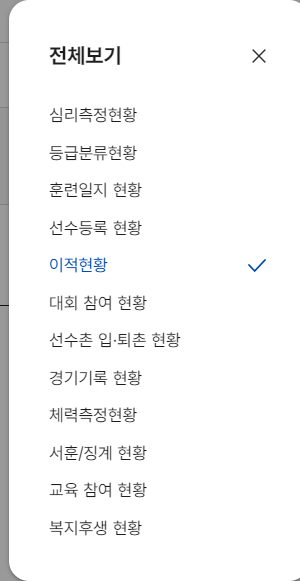 전체보기
심리측정현황
등급분류현황
훈련일지 현황
선수등록 현황
이적현황
대회 참여 현황
선수촌 입·퇴촌 현황
경기기록 현황
체력측정현황
서훈/징계 현황
교육 참여 현황
복지후생 현황